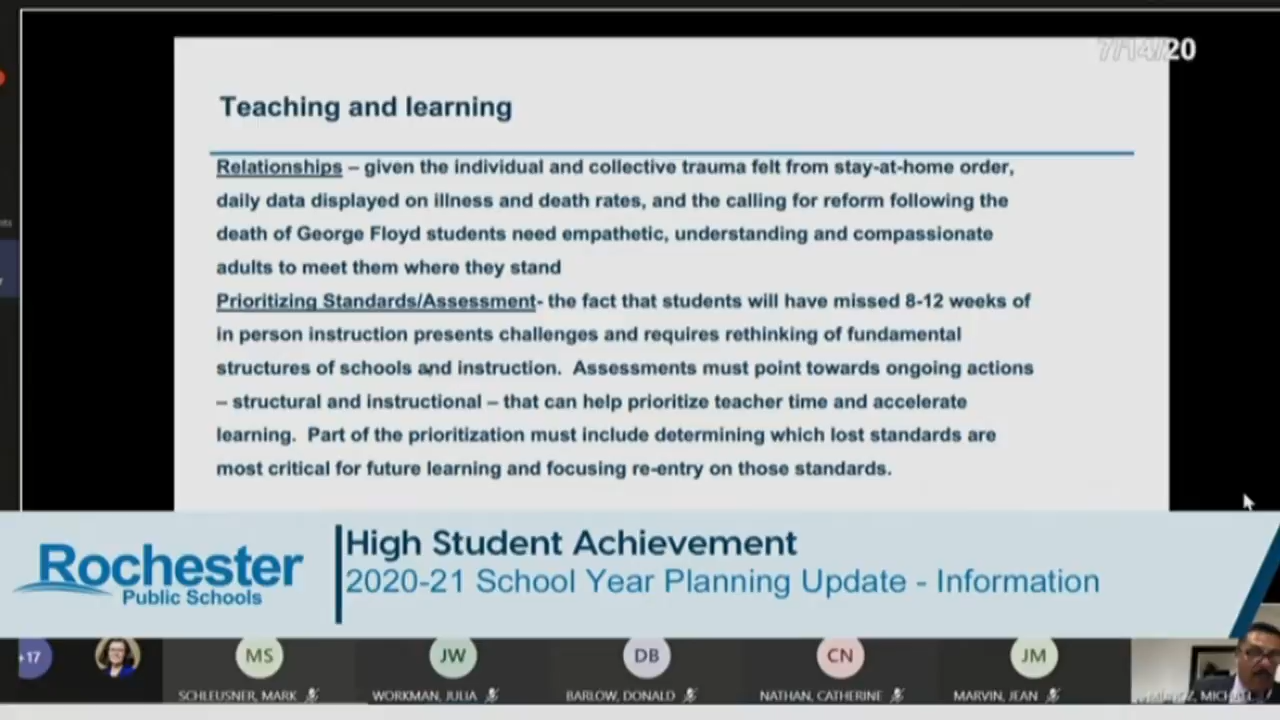 7/14/20
Teaching and learning
Relationships – given the individual and collective trauma felt from stay-at-home order,
daily data displayed on illness and death rates, and the calling for reform following the
death of George Floyd students need empathetic, understanding and compassionate
adults to meet them where they stand
Prioritizing Standards/Assessment- the fact that students will have missed 8-12 weeks of
in person instruction presents challenges and requires rethinking of fundamental
structures of schools and instruction.  Assessments must point towards ongoing actions
– structural and instructional – that can help prioritize teacher time and accelerate
learning.  Part of the prioritization must include determining which lost standards are
most critical for future learning and focusing re-entry on those standards.
Rochester
Public Schools
High Student Achievement
2020-21 School Year Planning Update - Information
+17
MS
JW
DB
CN
JM
SCHLEUSNER, MARK
WORKMAN, JULIA
BARLOW, DONALD
NATHAN, CATHERINE
MARVIN, JEAN